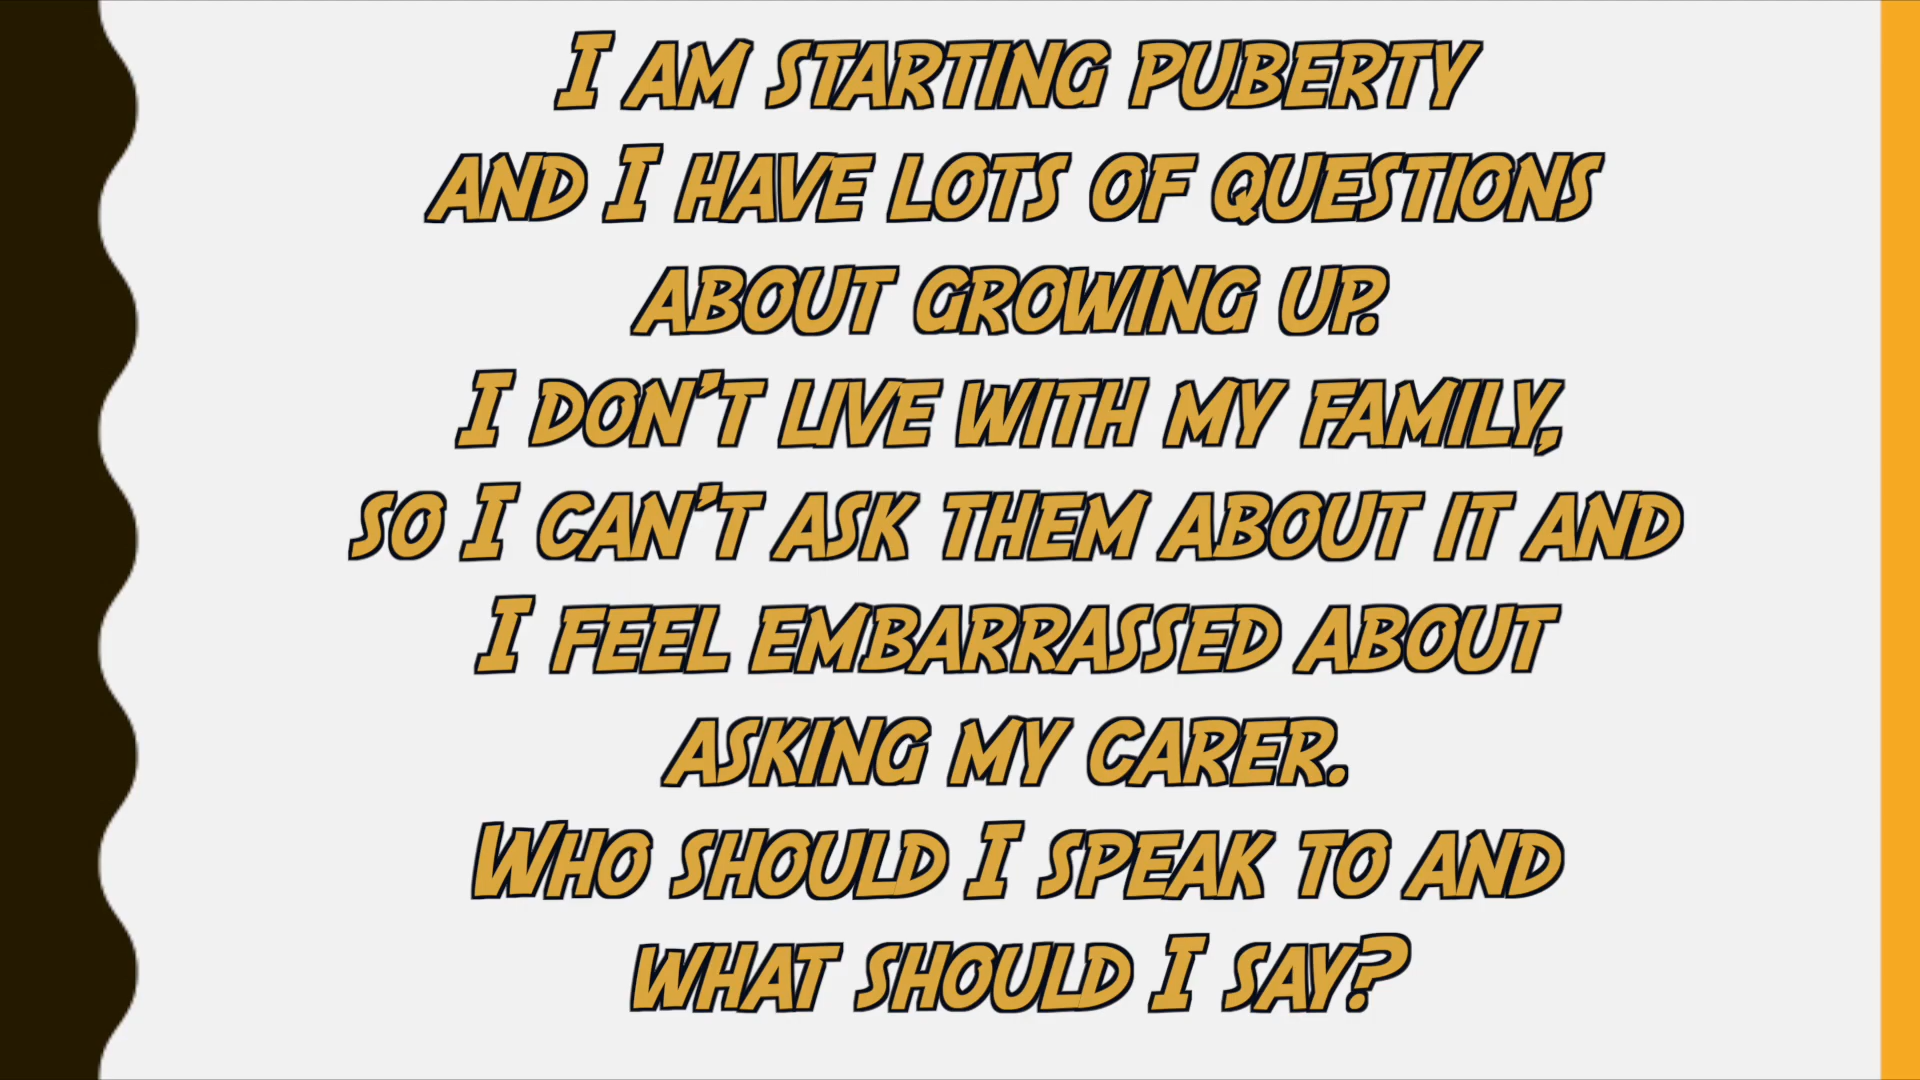 I am starting puberty
and I have lots of questions
about growing up.
I don't live with my family,
so I can't ask them about it and
I feel embarrassed about
asking my carer.
Who should I speak to and
what should I say?